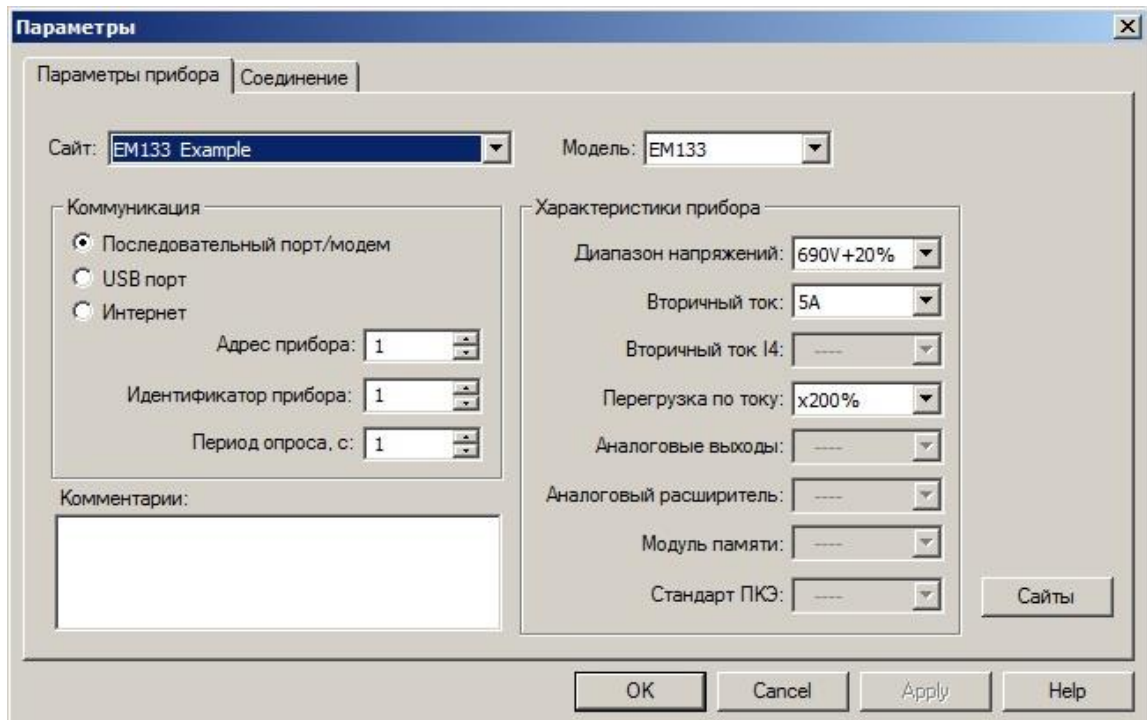 Параметры
Параметры прибора
Соединение
Сайт: EM133 Example
Модель: EM133
Коммуникация
Последовательный порт/модем
USB порт
Интернет
Адрес прибора: 1
Идентификатор прибора: 1
Период опроса, с: 1
Комментарии:
Характеристики прибора
Диапазон напряжений: 690V+20%
Вторичный ток: 5A
Вторичный ток I4: ----
Перегрузка по току: x200%
Аналоговые выходы: ----
Аналоговый расширитель: ----
Модуль памяти: ----
Стандарт ПКЭ: ----
Сайты
OK
Cancel
Apply
Help